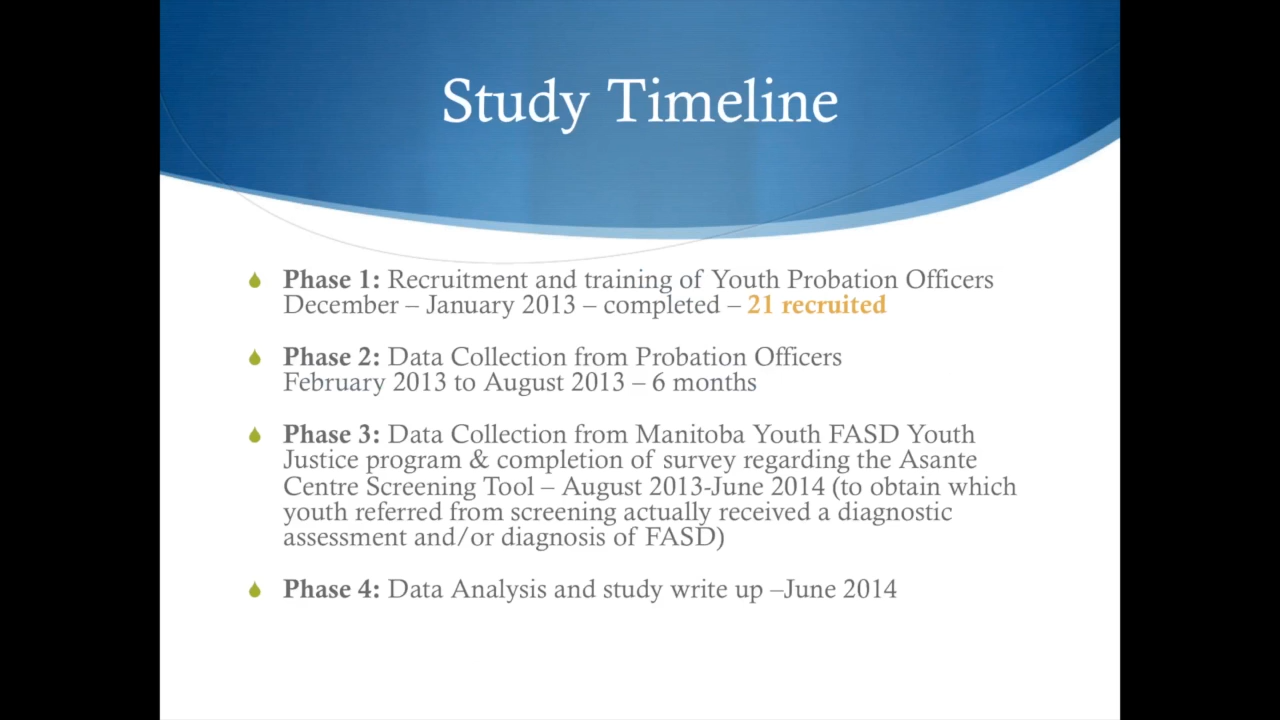 Study Timeline
Phase 1: Recruitment and training of Youth Probation Officers
December – January 2013 – completed – 21 recruited
Phase 2: Data Collection from Probation Officers
February 2013 to August 2013 – 6 months
Phase 3: Data Collection from Manitoba Youth FASD Youth
Justice program & completion of survey regarding the Asante
Centre Screening Tool – August 2013-June 2014 (to obtain which
youth referred from screening actually received a diagnostic
assessment and/or diagnosis of FASD)
Phase 4: Data Analysis and study write up –June 2014